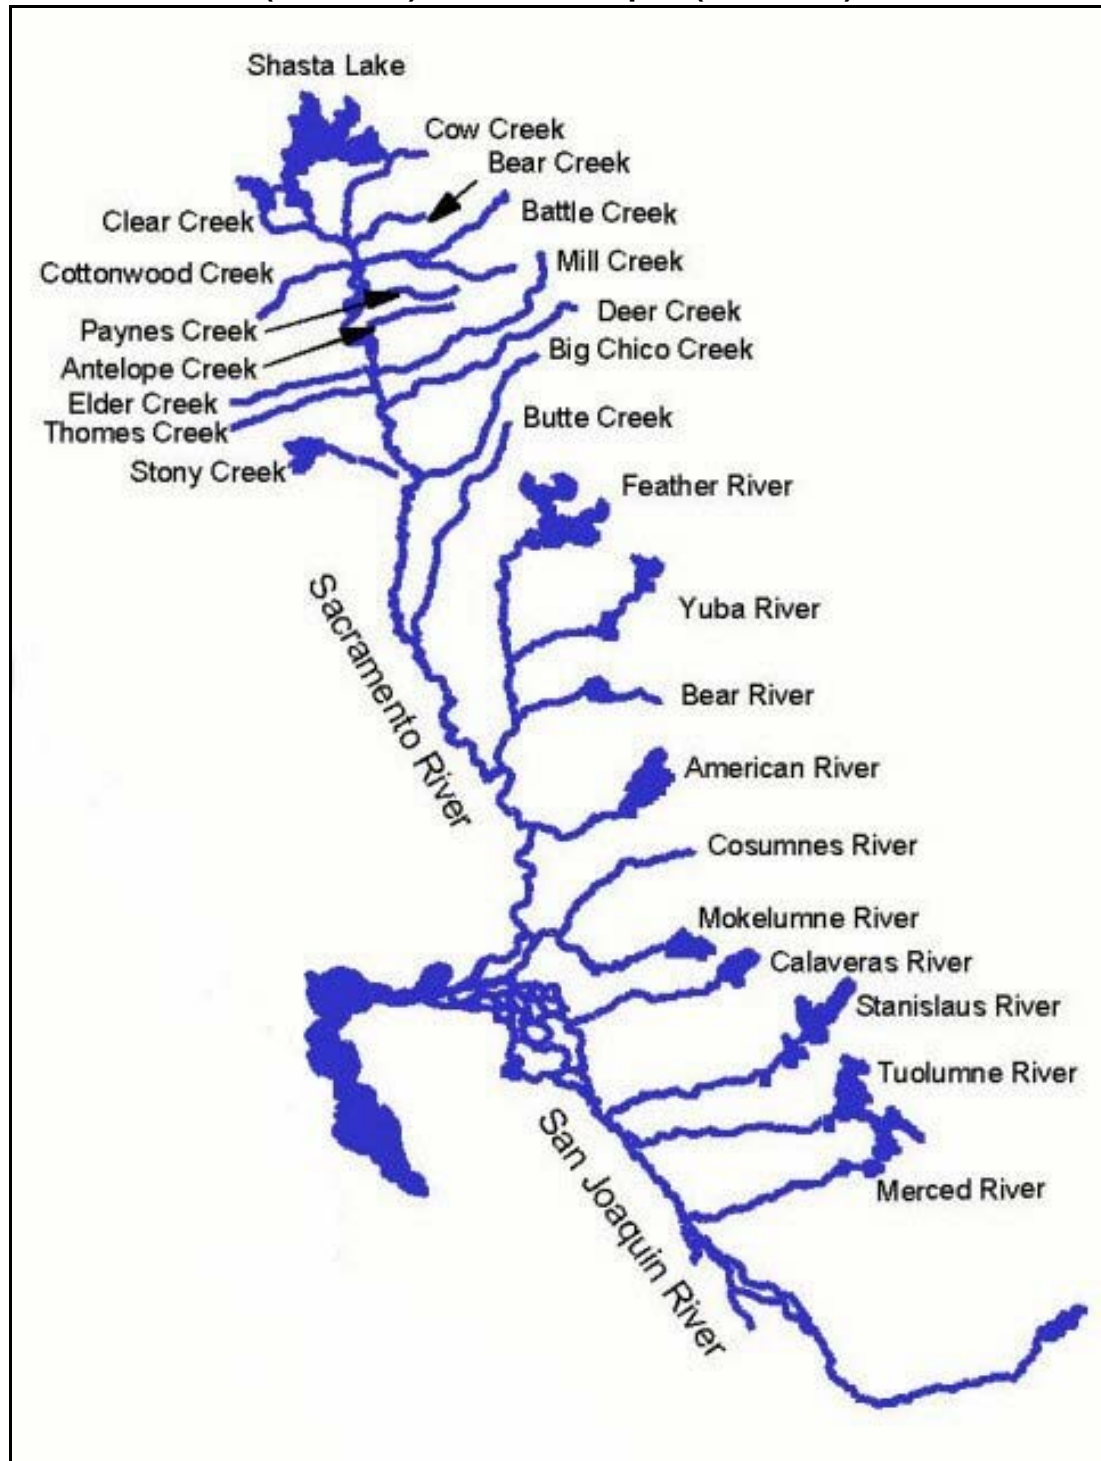 Shasta Lake
Cow Creek
Bear Creek
Battle Creek
Clear Creek
Mill Creek
Cottonwood Creek
Deer Creek
Paynes Creek
Big Chico Creek
Antelope Creek
Elder Creek
Butte Creek
Thomes Creek
Stony Creek
Feather River
Sacramento River
Yuba River
Bear River
American River
Cosumnes River
Mokelumne River
Calaveras River
Stanislaus River
Tuolumne River
San Joaquin River
Merced River